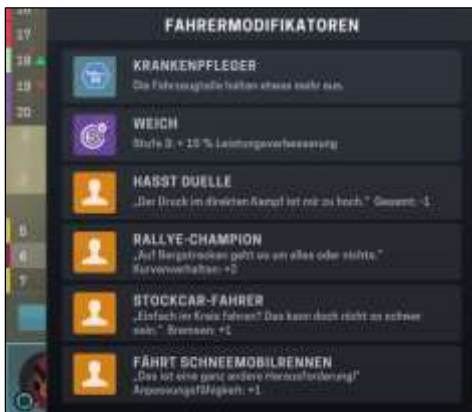 FAHRERMODIFIKATOREN
17
18
19
20
KRANKENPFLEGER
Die Fahrzeugteile halten etwas mehr aus.
WEICH
Stufe 3: + 10 % Leistungsverbesserung
HASST DUELLE
„Der Druck im direkten Kampf ist mir zu hoch." Gesamt: -1
5
RALLYE-CHAMPION
„Auf Bergstrecken geht es um alles oder nichts."
6
Kurvenverhalten: +2
7
STOCKCAR-FAHRER
„Einfach im Kreis fahren? Das kann doch nicht so schwer
sein." Bremsen: +1
FÄHRT SCHNEEMOBILRENNEN
„Das ist eine ganz andere Herausforderung!"
Anpassungsfähigkeit: +1